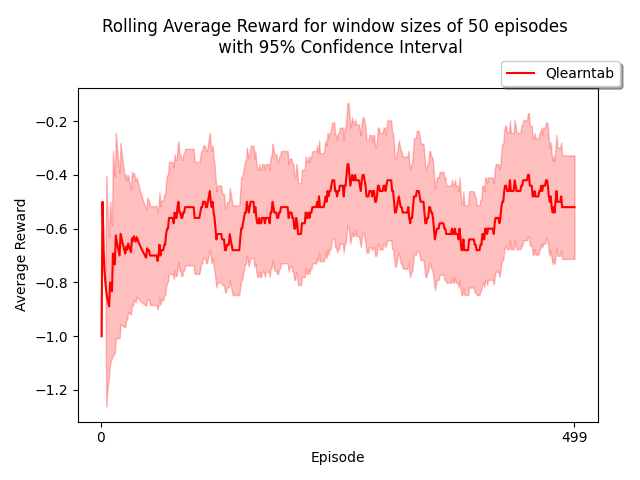 Rolling Average Reward for window sizes of 50 episodes
with 95% Confidence Interval
Qlearntab
Average Reward
−0.2
−0.4
−0.6
−0.8
−1.0
−1.2
0
499
Episode